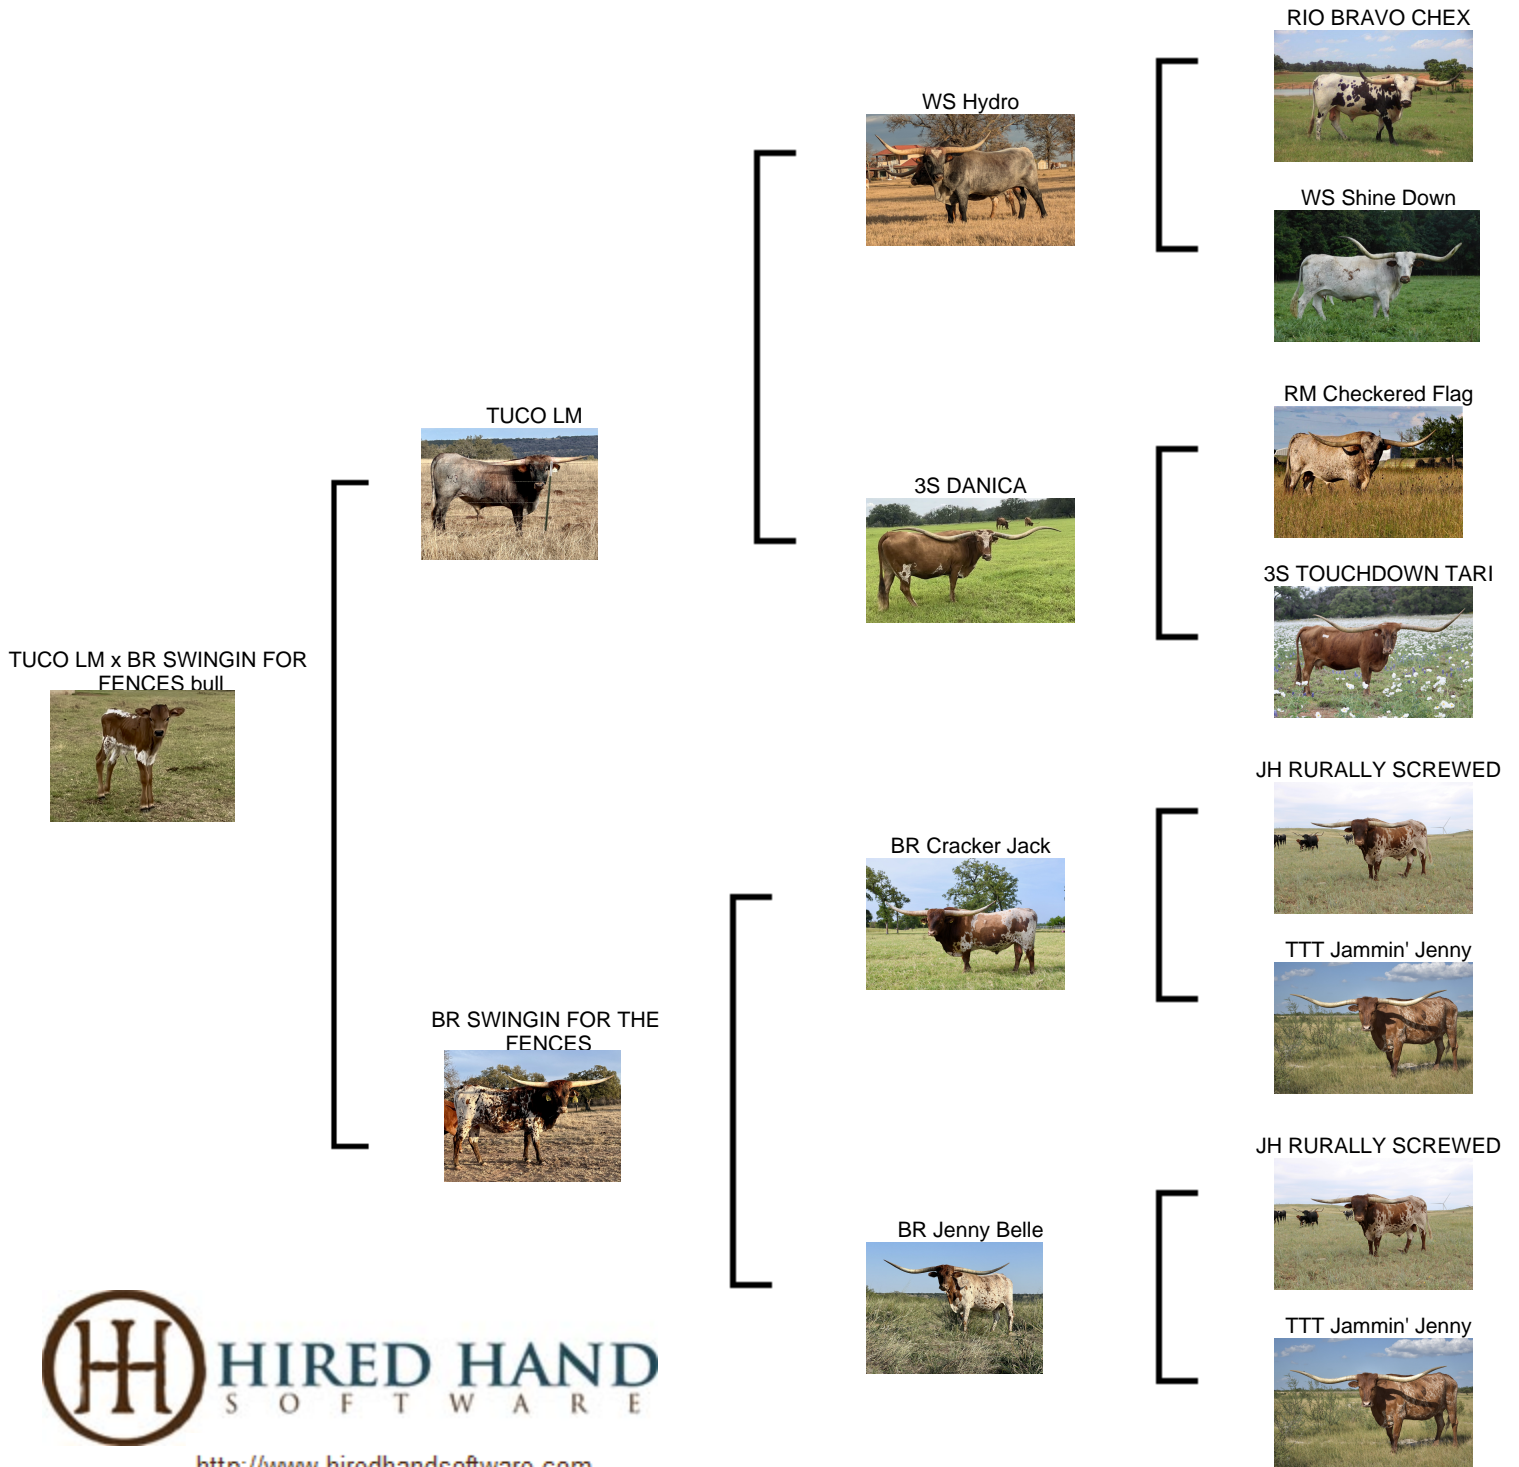 RIO BRAVO CHEX
WS Hydro
WS Shine Down
RM Checkered Flag
TUCO LM
3S DANICA
3S TOUCHDOWN TARI
TUCO LM x BR SWINGIN FOR
FENCES bull
JH RURALLY SCREWED
BR Cracker Jack
TTT Jammin' Jenny
BR SWINGIN FOR THE
FENCES
JH RURALLY SCREWED
BR Jenny Belle
TTT Jammin' Jenny
HIRED HAND
SOFTWARE
http://www.hiredhandsoftware.com